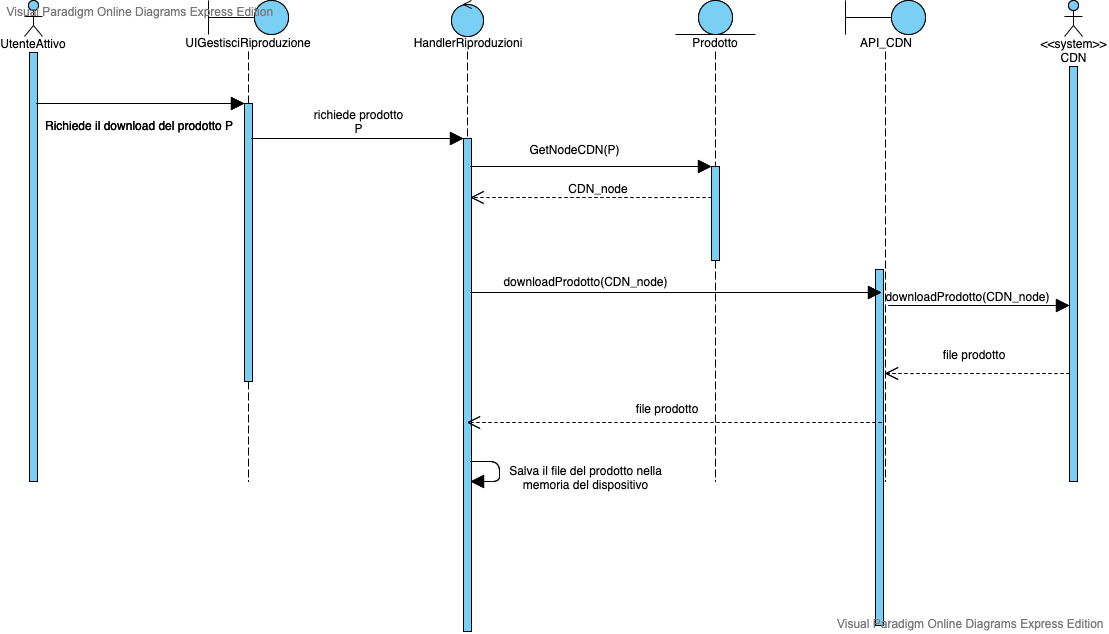 Visual Paradigm Online Diagrams Express Edition
UtenteAttivo
UIGestisciRiproduzione
HandlerRiproduzioni
Prodotto
API_CDN
<<system>>
CDN
Richiede il download del prodotto P
richiede prodotto
P
GetNodeCDN(P)
CDN_node
downloadProdotto(CDN_node)
downloadProdotto(CDN_node)
file prodotto
file prodotto
Salva il file del prodotto nella
memoria del dispositivo
Visual Paradigm Online Diagrams Express Edition